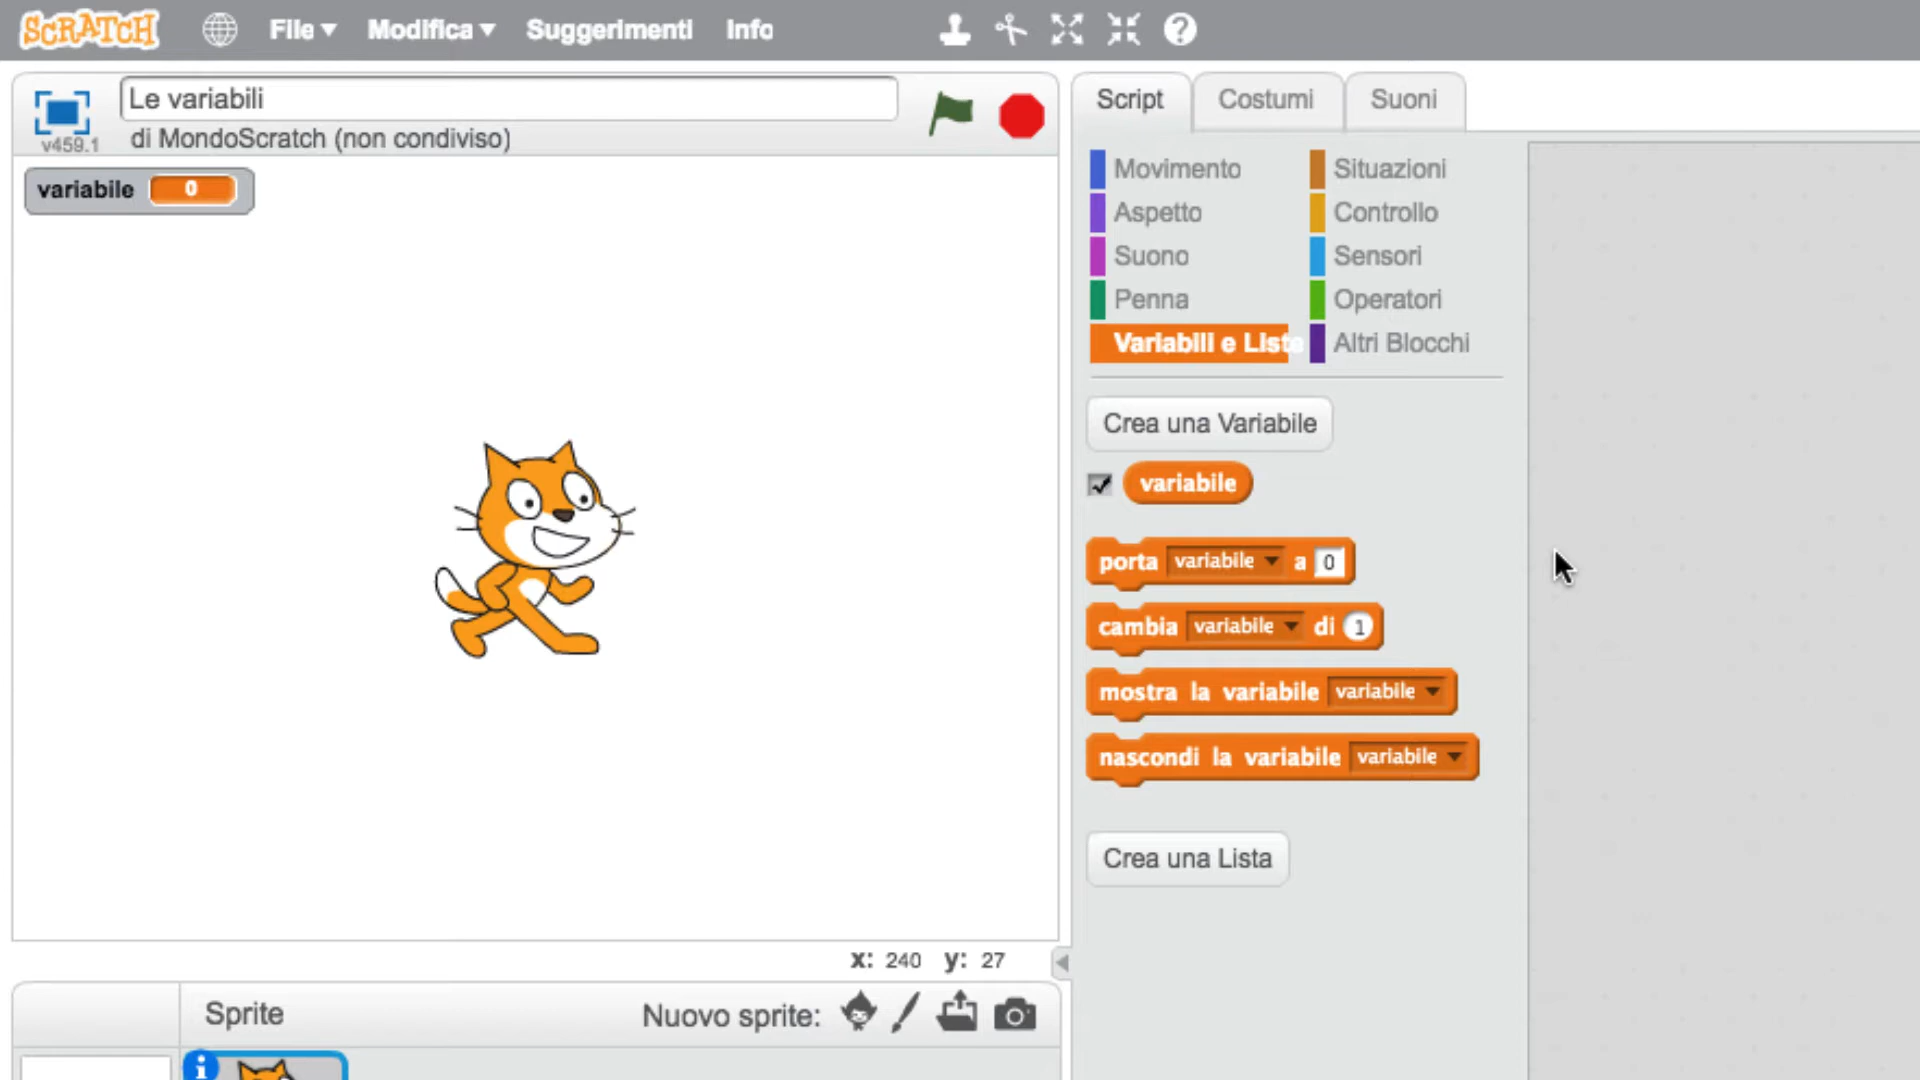 SCRATCH File Modifica Suggerimenti Info ?
Le variabili
v459.1 di MondoScratch (non condiviso)
variabile 0
Script Costumi Suoni
Movimento Situazioni
Aspetto Controllo
Suono Sensori
Penna Operatori
Variabili e Liste Altri Blocchi
Crea una Variabile
variabile
porta variabile a 0
cambia variabile di 1
mostra la variabile variabile
nascondi la variabile variabile
Crea una Lista
x: 240 y: 27
Sprite Nuovo sprite:
i